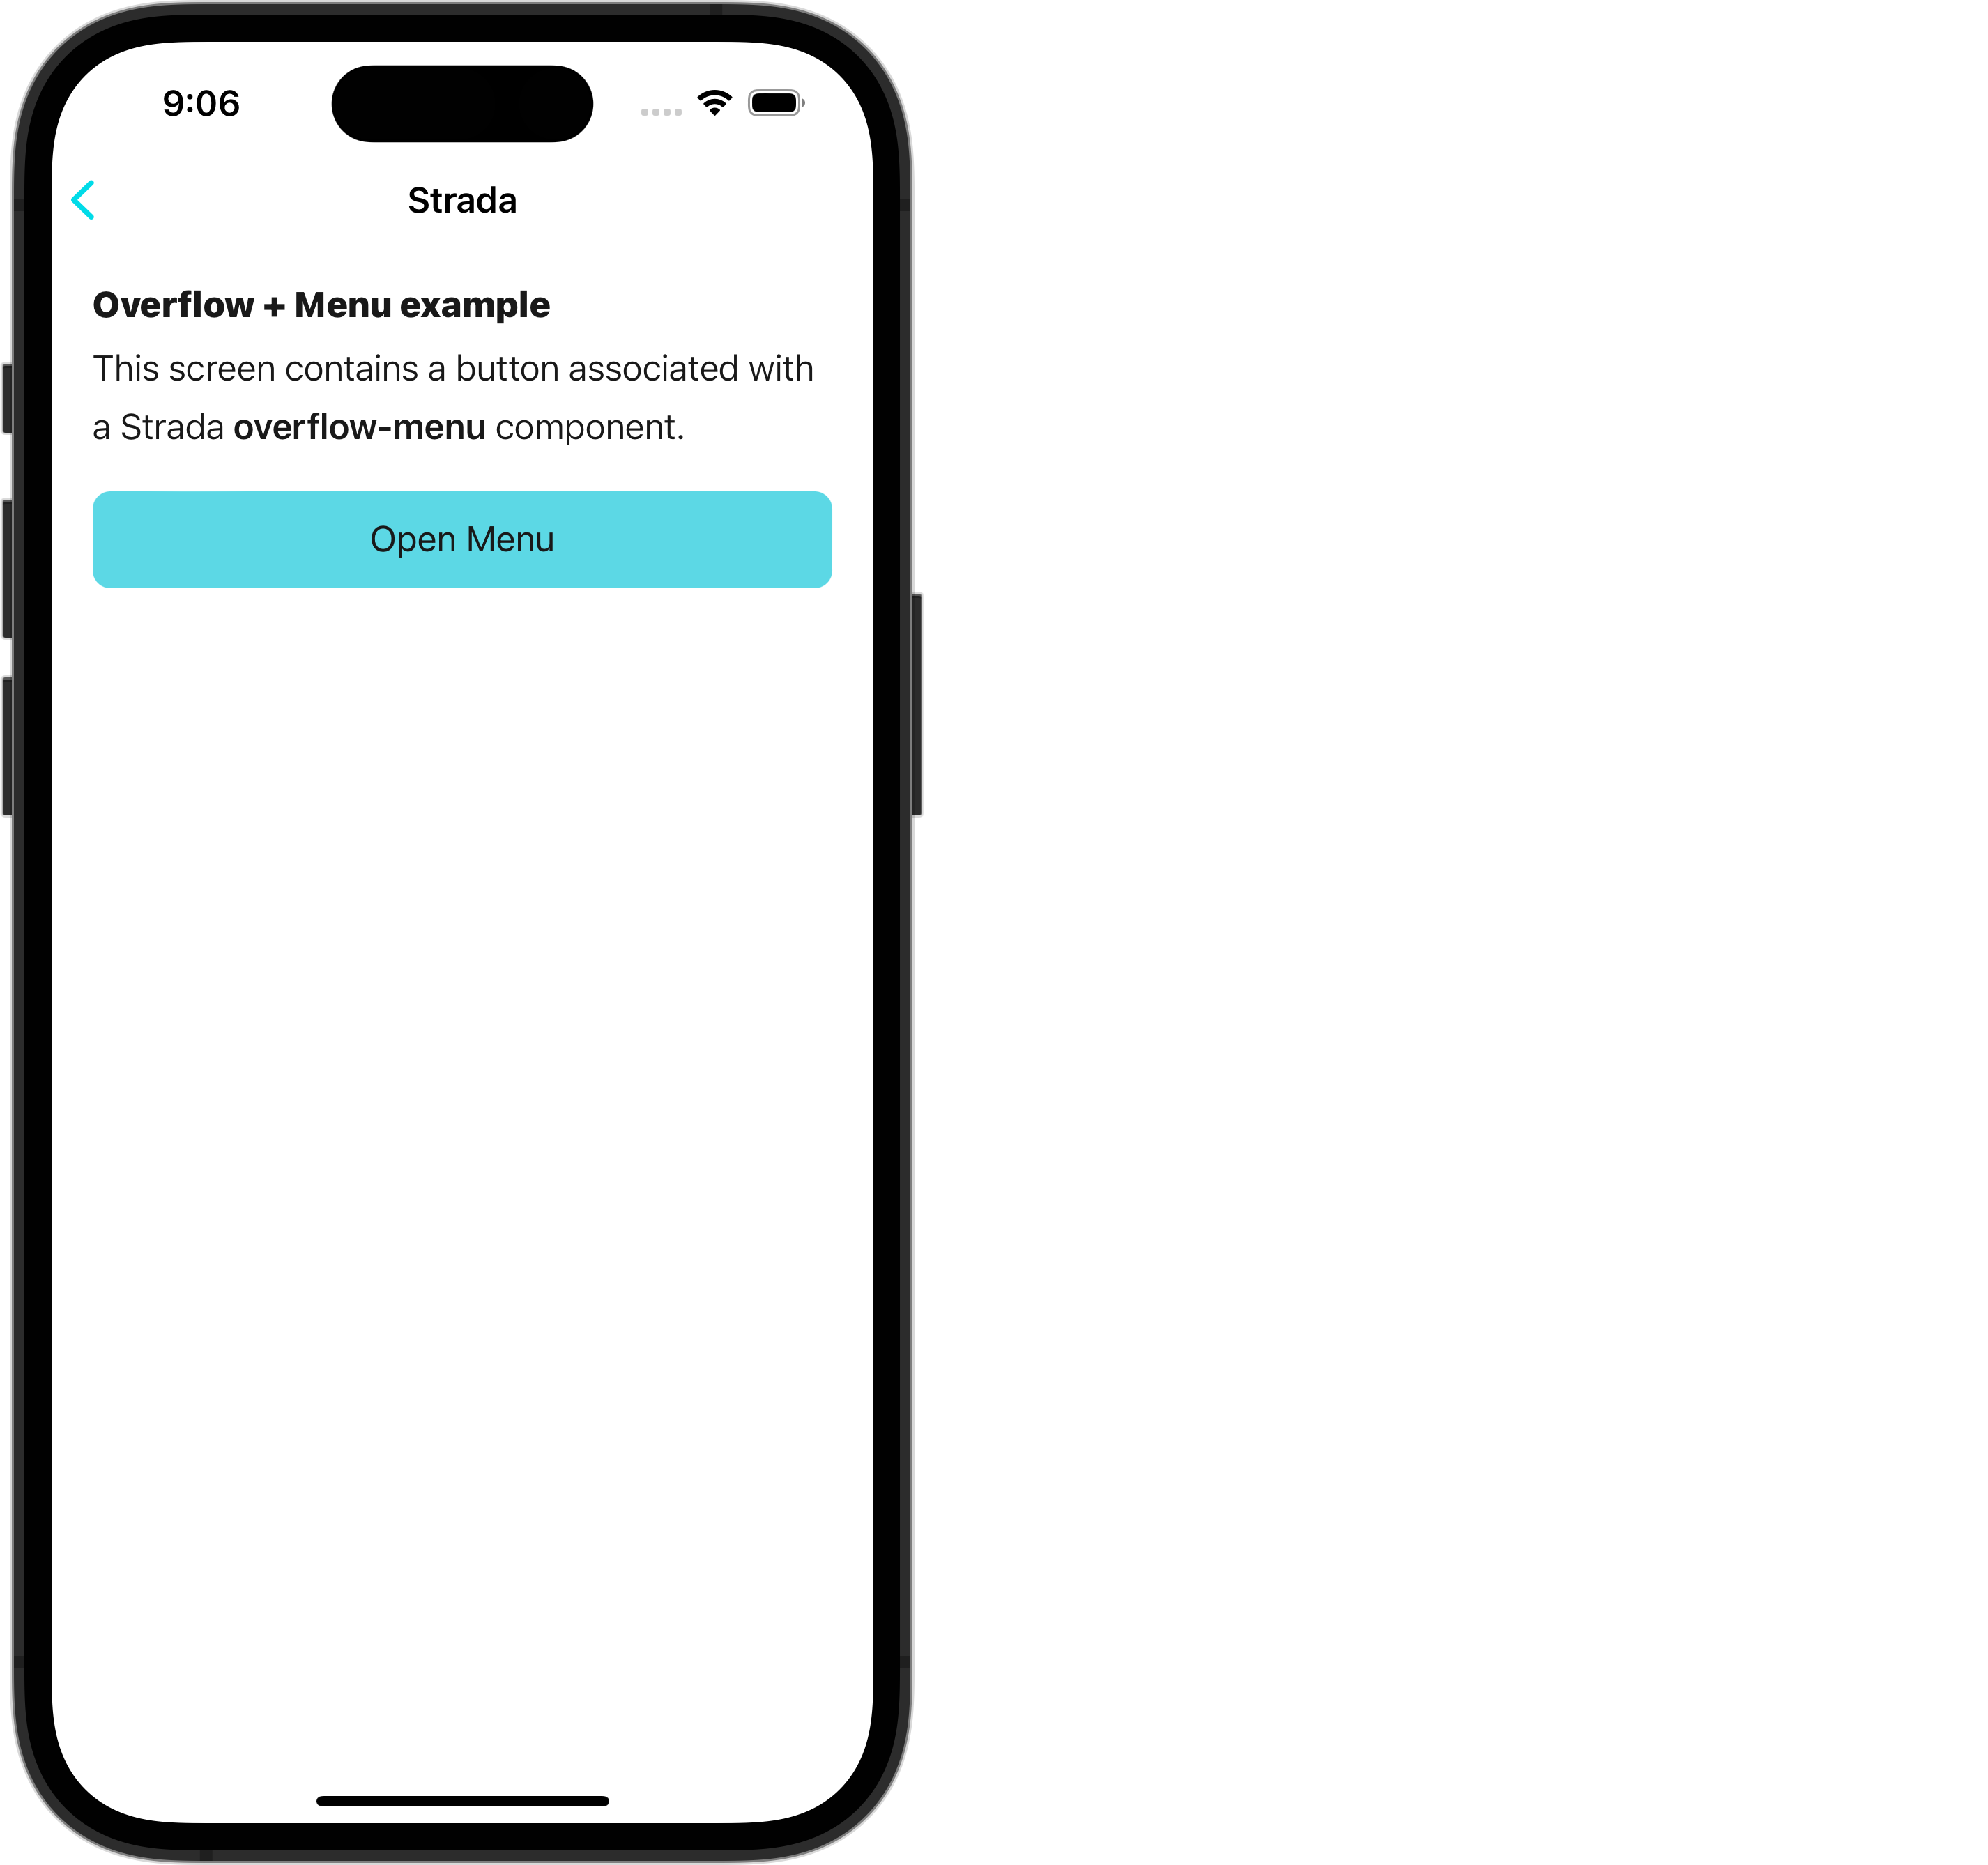 9:06
Strada
Overflow + Menu example
This screen contains a button associated with
a Strada overflow-menu component.
Open Menu